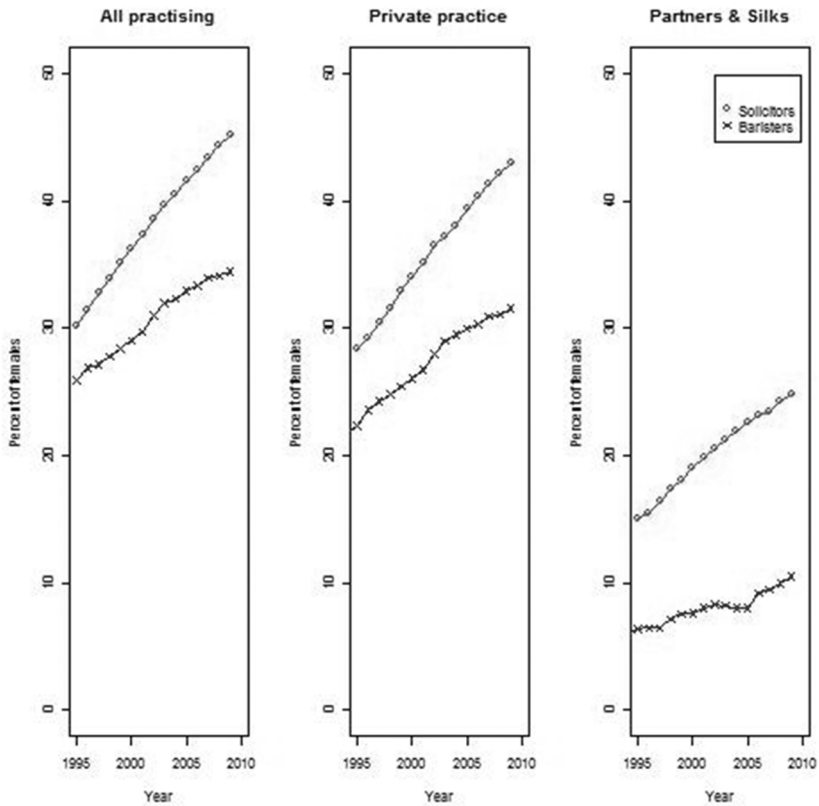 All practising
Private practice
Partners & Silks
50
40
30
20
10
0
Percent of females
1995 2000 2005 2010
Year
50
40
30
20
10
0
Percent of females
1995 2000 2005 2010
Year
50
40
30
20
10
0
Percent of females
1995 2000 2005 2010
Year
Solicitors
Baristers